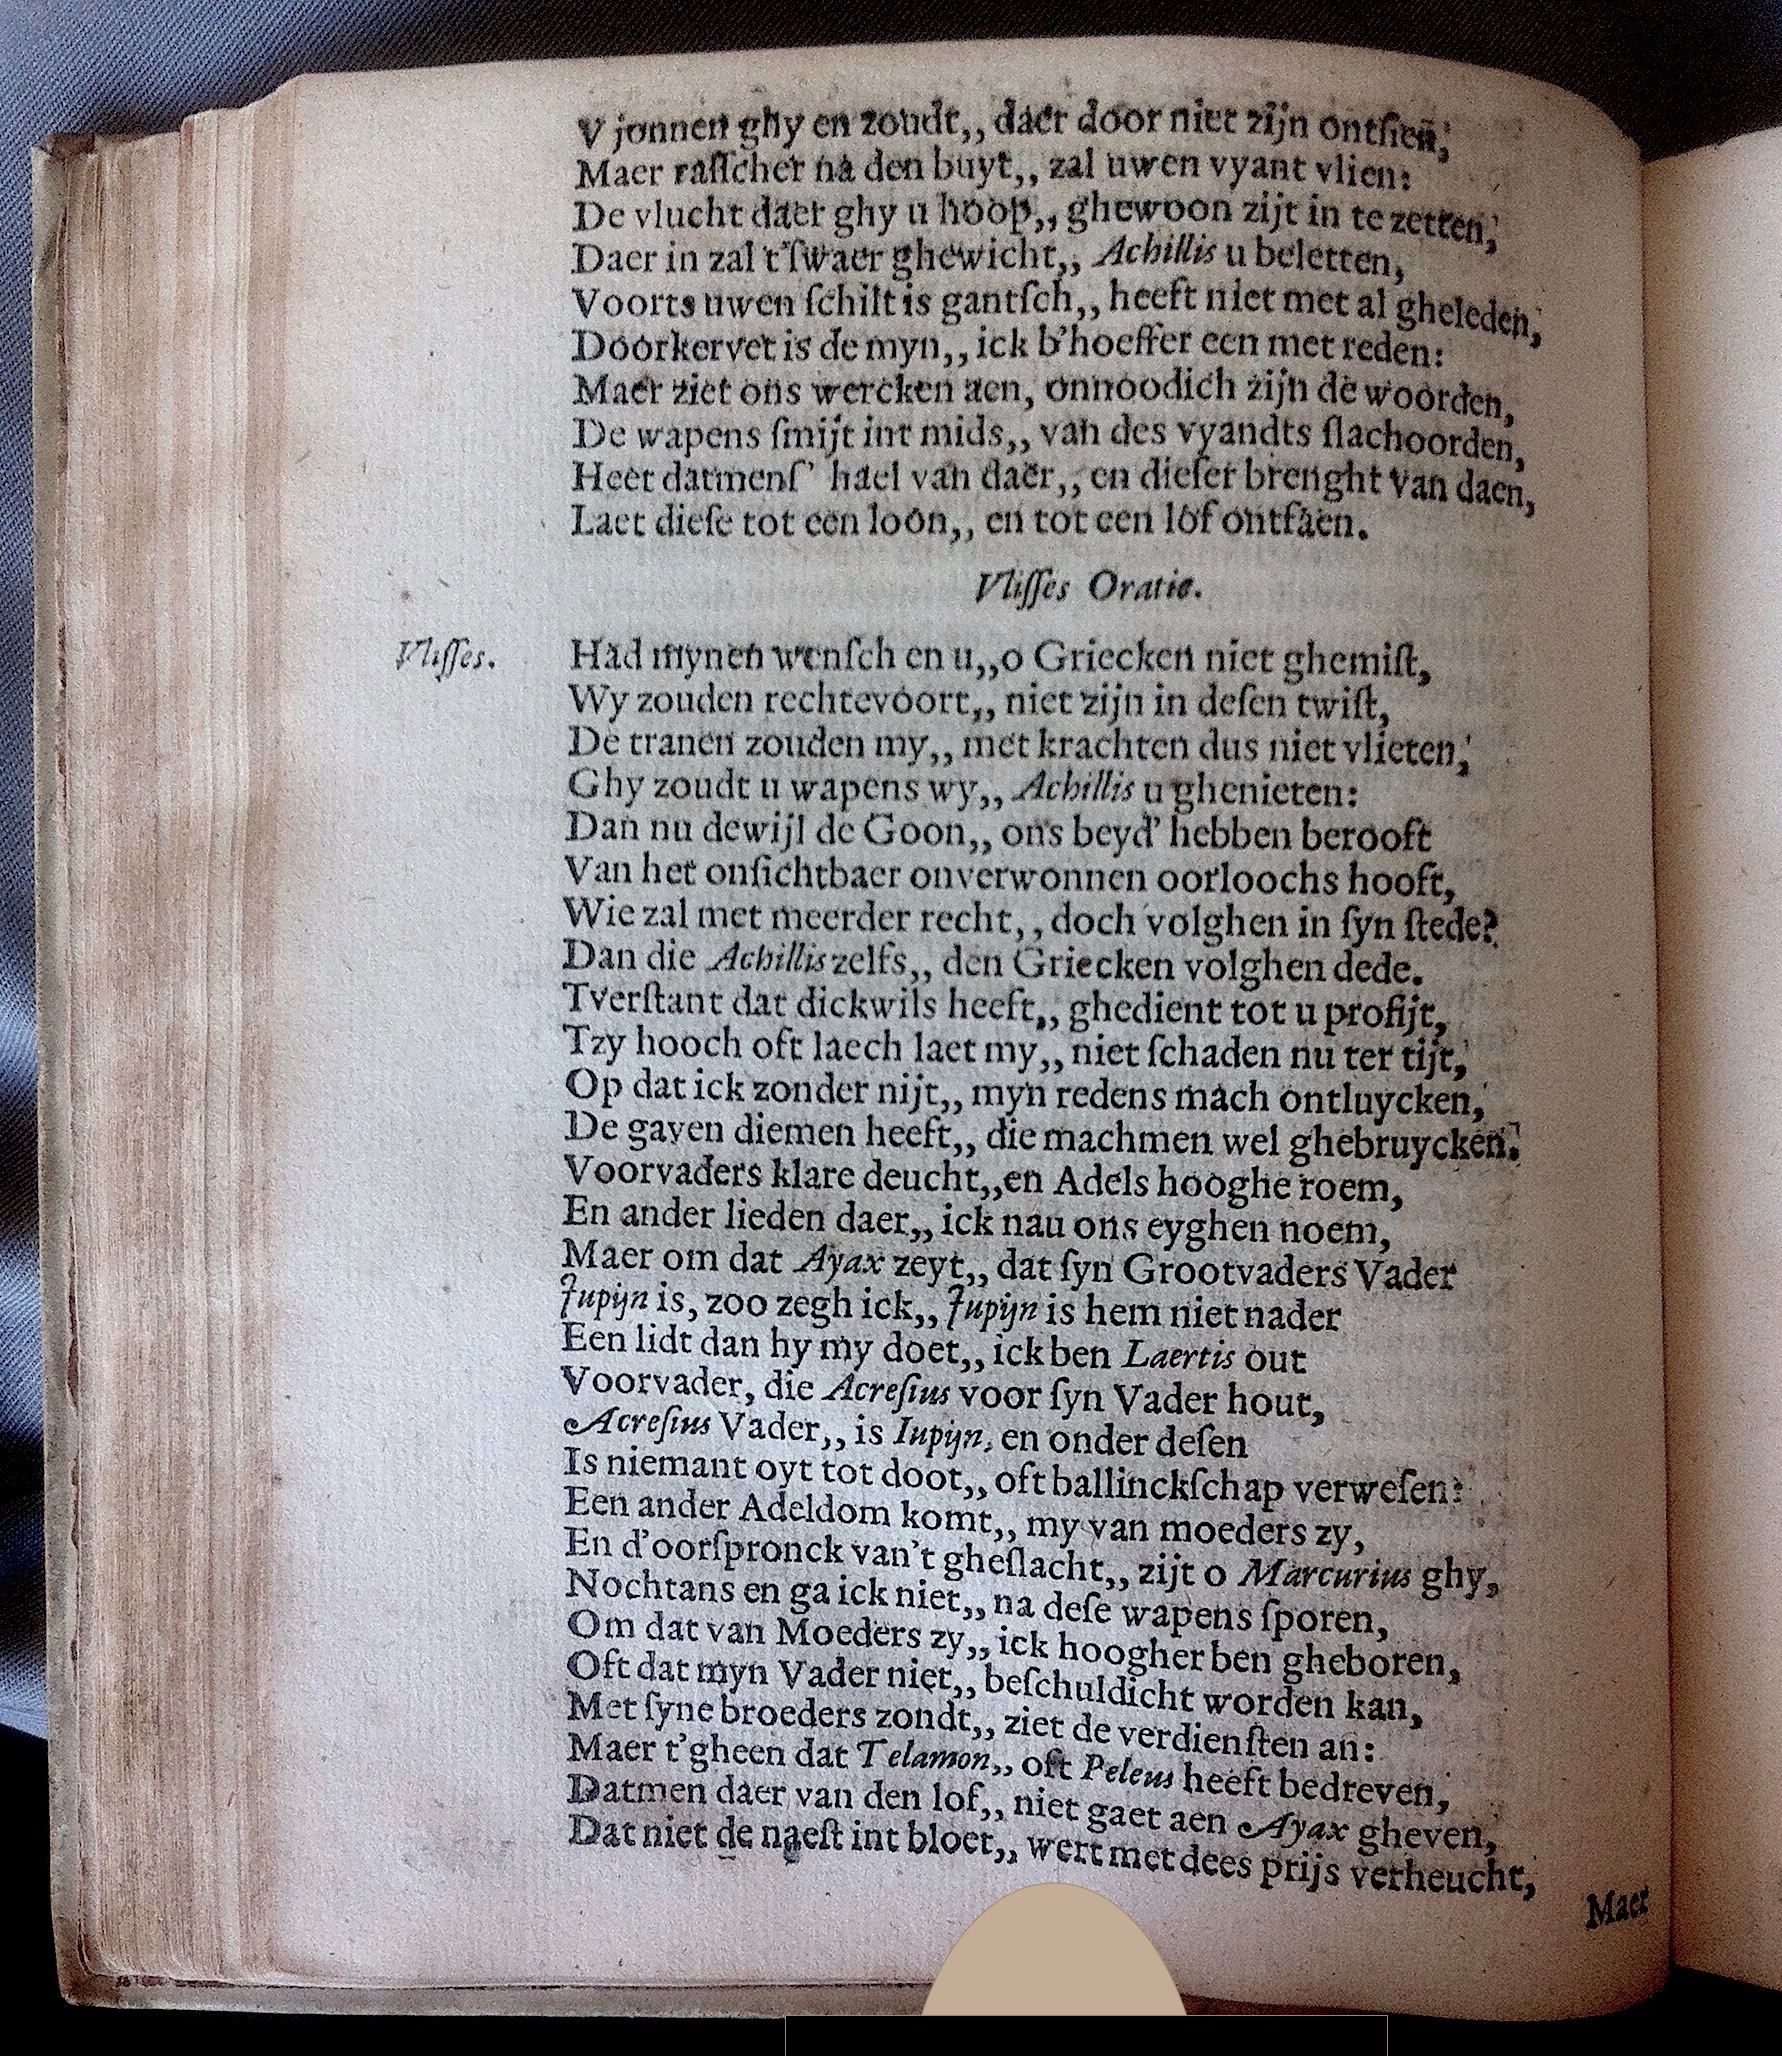 V jonnen ghy en zoudt,, daer door niet zijn ontſien,
Maer raſſcher na den buyt,, zal uwen vyant vlien:
De vlucht daer ghy u hoop,, ghewoon zijt in te zetten,
Daer in zal t'ſwaer ghewicht,, Achillis u beletten,
Voorts uwen ſchilt is gantſch,, heeft niet met al gheleden,
Doorkervet is de myn,, ick b'hoeffer een met reden:
Maer ziet ons wercken aen, onnoodich zijn de woorden,
De wapens ſmijt int mids,, van des vyandts ſlachoorden,
Heet datmenſ' hael van daer,, en dieſer brenght van daen,
Laet dieſe tot een loon,, en tot een lof ontfaen.
Vliſſes Oratie.
Vliſſes. Had mynen wenſch en u,,o Griecken niet ghemiſt,
Wy zouden rechtevoort,, niet zijn in deſen twiſt,
De tranen zouden my,, met krachten dus niet vlieten,
Ghy zoudt u wapens wy,, Achillis u ghenieten:
Dan nu dewijl de Goon,, ons beyd' hebben berooft
Van het onſichtbaer onverwonnen oorloochs hooft,
Wie zal met meerder recht,, doch volghen in ſyn ſtede?
Dan die Achillis zelfs,, den Griecken volghen dede.
Tverſtant dat dickwils heeft,, ghedient tot u profijt,
Tzy hooch oft laech laet my,, niet ſchaden nu ter tijt,
Op dat ick zonder nijt,, myn redens mach ontluycken,
De gaven diemen heeft,, die machmen wel ghebruycken.
Voorvaders klare deucht,,en Adels hooghe roem,
En ander lieden daer,, ick nau ons eyghen noem,
Maer om dat Ayax zeyt,, dat ſyn Grootvaders Vader
Jupijn is, zoo zegh ick,, Jupijn is hem niet nader
Een lidt dan hy my doet,, ick ben Laertis out
Voorvader, die Acreſius voor ſyn Vader hout,
Acreſius Vader,, is Iupijn, en onder deſen
Is niemant oyt tot doot,, oft ballinckſchap verweſen:
Een ander Adeldom komt,, my van moeders zy,
En d'oorſpronck van't gheſlacht,, zijt o Marcurius ghy,
Nochtans en ga ick niet,, na deſe wapens ſporen,
Om dat van Moeders zy,, ick hoogher ben gheboren,
Oft dat myn Vader niet,, beſchuldicht worden kan,
Met ſyne broeders zondt,, ziet de verdienſten an:
Maer t'gheen dat Telamon,, oft Peleus heeft bedreven,
Datmen daer van den lof,, niet gaet aen Ayax gheven,
Dat niet de naeſt int bloet,, wert met dees prijs verheucht,
Maer